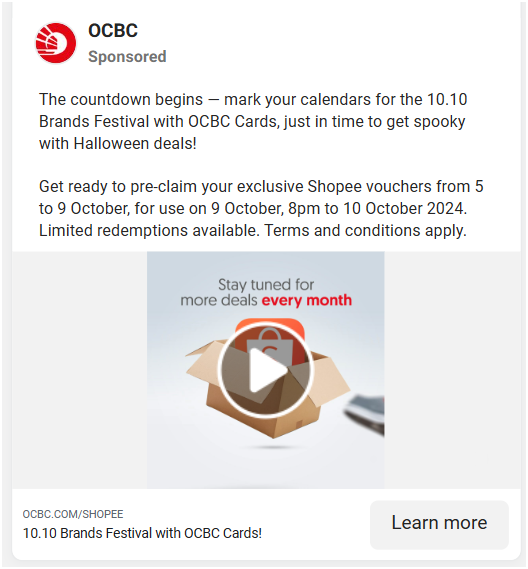 OCBC
Sponsored
The countdown begins — mark your calendars for the 10.10
Brands Festival with OCBC Cards, just in time to get spooky
with Halloween deals!
Get ready to pre-claim your exclusive Shopee vouchers from 5
to 9 October, for use on 9 October, 8pm to 10 October 2024.
Limited redemptions available. Terms and conditions apply.
Stay tuned for
more deals every month
OCBC.COM/SHOPEE
10.10 Brands Festival with OCBC Cards!
Learn more